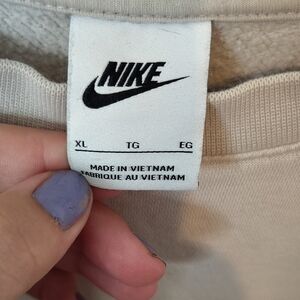 NIKE
XL TG EG
MADE IN VIETNAM
FABRIQUE AU VIETNAM